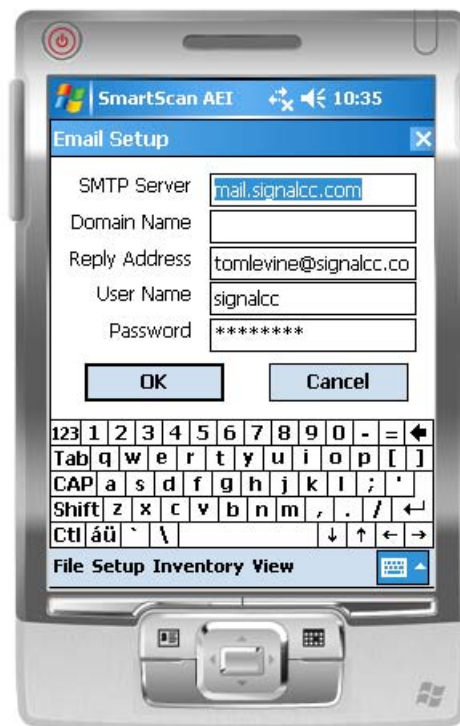 SmartScan AEI 10:35
Email Setup
SMTP Server mail.signalcc.com
Domain Name
Reply Address tomlevine@signalcc.co
User Name signalcc
Password ********
OK Cancel
123 1 2 3 4 5 6 7 8 9 0 - =
Tab q w e r t y u i o p [ ]
CAP a s d f g h j k l ; '
Shift z x c v b n m , . /
Ctl áü ` \
File Setup Inventory View